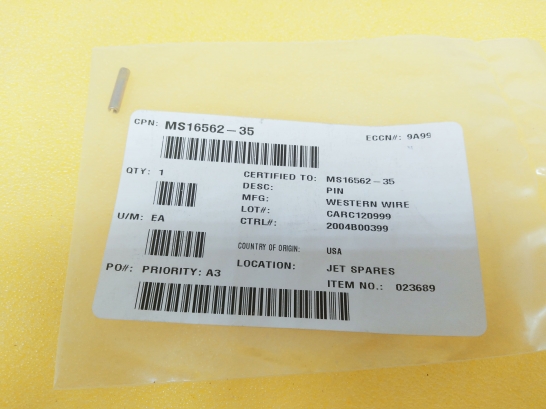 CPN: MS16562-35
ECCN#: 9A99
QTY: 1
CERTIFIED TO: MS16562-35
DESC: PIN
MFG: WESTERN WIRE
LOT#: CARC120999
U/M: EA
CTRL#: 2004B00399
COUNTRY OF ORIGIN: USA
PO#: PRIORITY: A3
LOCATION: JET SPARES
ITEM NO.: 023689